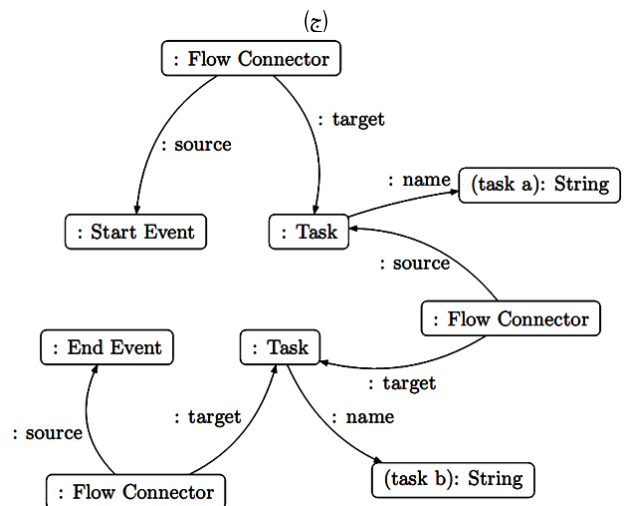 (ج)
: Flow Connector
: target
: source
: name
(task a): String
: Start Event
: Task
: source
: Flow Connector
: End Event
: Task
: target
: target
: name
: source
(task b): String
: Flow Connector